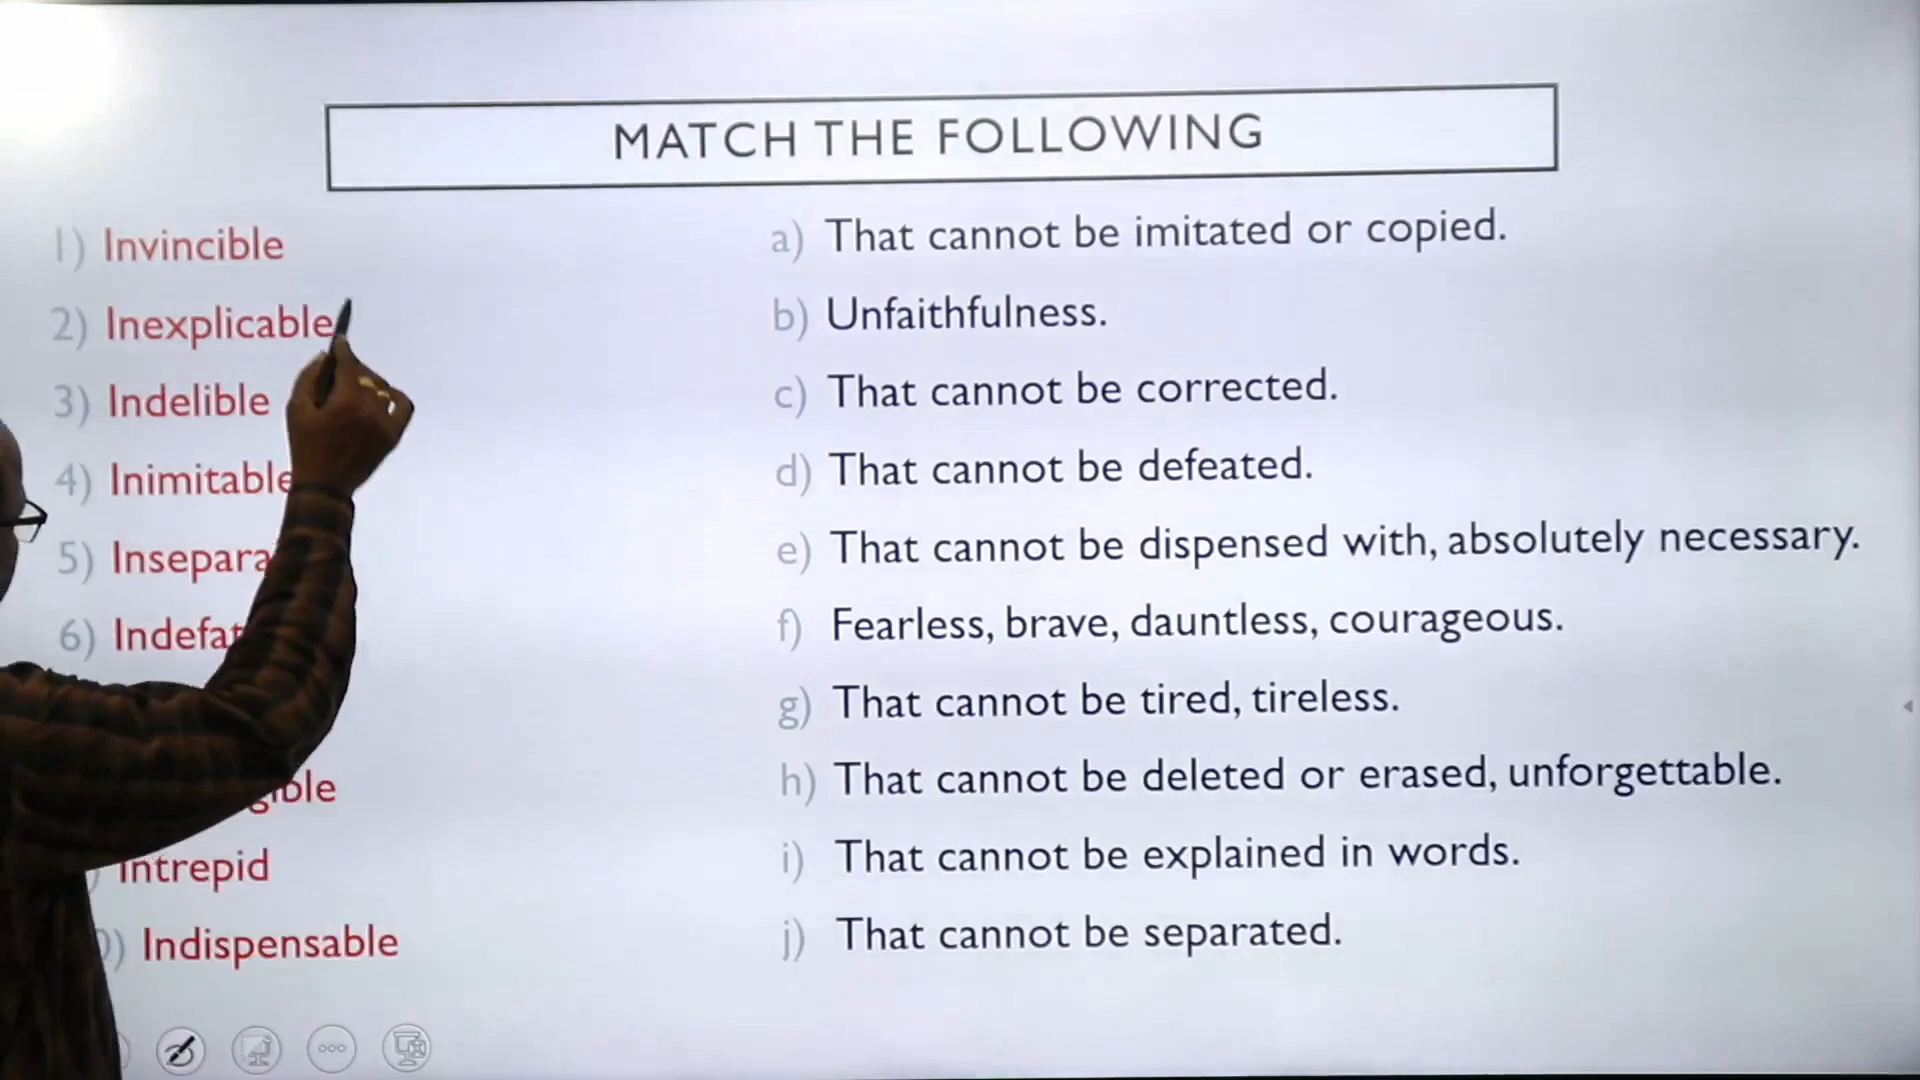 MATCH THE FOLLOWING
1) Invincible
2) Inexplicable
3) Indelible
4) Inimitable
5)
6)
Intrepid
Indispensable
a) That cannot be imitated or copied.
b) Unfaithfulness.
c) That cannot be corrected.
d) That cannot be defeated.
e) That cannot be dispensed with, absolutely necessary.
f) Fearless, brave, dauntless, courageous.
g) That cannot be tired, tireless.
h) That cannot be deleted or erased, unforgettable.
i) That cannot be explained in words.
j) That cannot be separated.